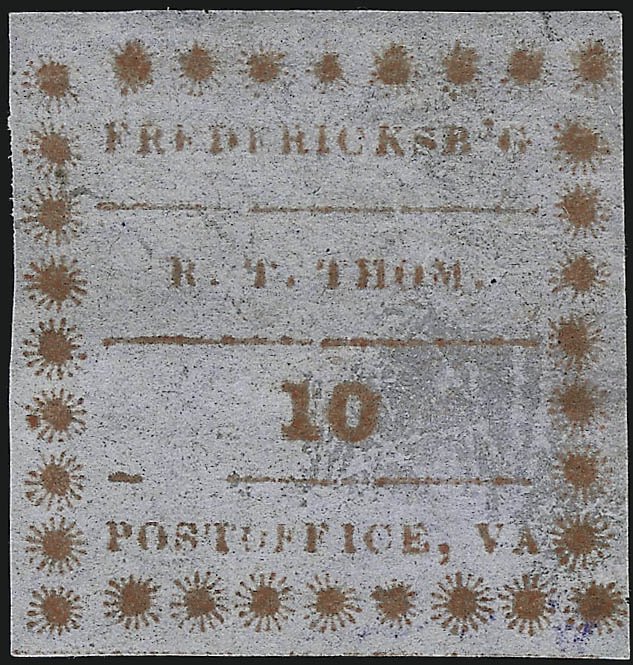 FREDERICKSB'G
R. T. THOM.
10
POSTOFFICE, VA